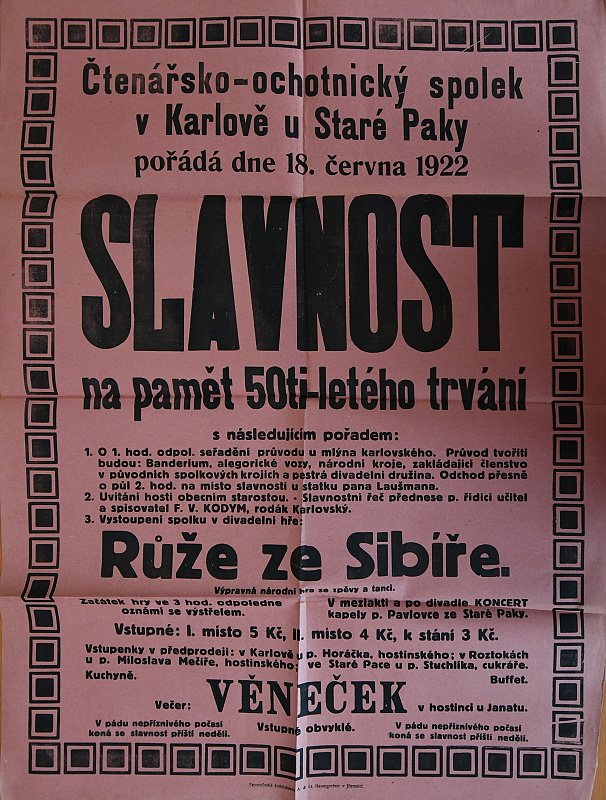 Čtenářsko-ochotnický spolek
v Karlově u Staré Paky
pořádá dne 18. června 1922
SLAVNOST
na pamět 50ti-letého trvání
s následujícím pořadem:
1. O 1. hod. odpol. seřadění průvodu u mlýna karlovského. Průvod tvořiti
budou: Banderium, alegorické vozy, národní kroje, zakládající členstvo
v původních spolkových krojích a pestrá divadelní družina. Odchod přesně
o půl 2. hod. na místo slavnosti u statku pana Laušmana.
2. Uvítání hostí obecním starostou. - Slavnostní řeč přednese p. řídící učitel
a spisovatel F. V. KODYM, rodák Karlovský.
3. Vystoupení spolku v divadelní hře:
Růže ze Sibíře.
Výpravná národní hra se zpěvy a tanci.
Začátek hry ve 3 hod. odpoledne
oznámí se výstřelem.
V meziaktí a po divadle KONCERT
kapely p. Pavlovce ze Staré Paky.
Vstupné: I. místo 5 Kč, II. místo 4 Kč, k stání 3 Kč.
Vstupenky v předprodeji: v Karlově u p. Horáčka, hostinského; v Roztokách
u p. Miloslava Mečíře, hostinského; ve Staré Pace u p. Stuchlíka, cukráře.
Kuchyně.
Buffet.
Večer: VĚNEČEK v hostinci u Janatu.
V pádu nepříznivého počasí
koná se slavnost příští neděli.
Vstupné obvyklé.
V pádu nepříznivého počasí
koná se slavnost příští neděli.
A. & O. Baumgartner v Jilemnici.